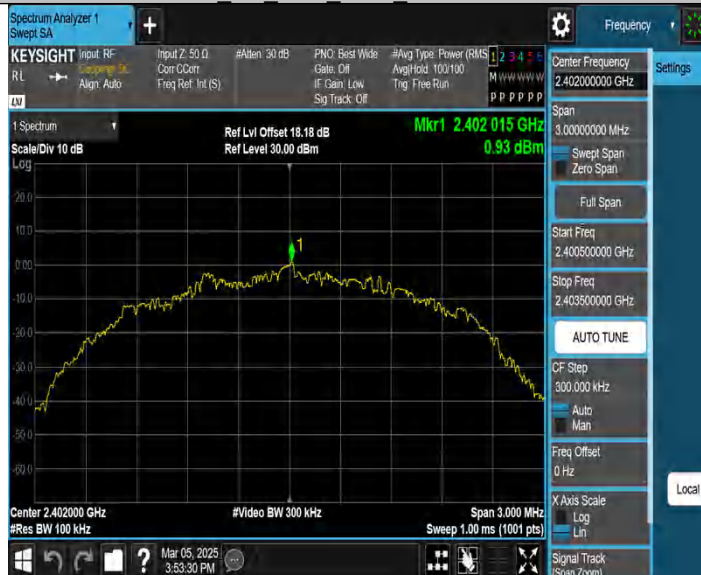 Spectrum Analyzer 1
Swept SA
Frequency
KEYSIGHT Input: RF
Coupling: DC
Align: Auto
RL
LXI
Input Z: 50 Ω
Corr CCorr
Freq Ref: Int (S)
#Atten: 30 dB
PNO: Best Wide
Gate: Off
IF Gain: Low
Sig Track: Off
#Avg Type: Power (RMS
Avg|Hold: 100/100
Trig: Free Run
1 2 3 4 5 6
M W W W W W
P P P P P P
1 Spectrum
Scale/Div 10 dB
Log
Ref Lvl Offset 18.18 dB
Ref Level 30.00 dBm
Mkr1 2.402 015 GHz
0.93 dBm
20.0
10.0
0.00
-10.0
-20.0
-30.0
-40.0
-50.0
-60.0
1
Center 2.402000 GHz
#Res BW 100 kHz
#Video BW 300 kHz
Span 3.000 MHz
Sweep 1.00 ms (1001 pts)
Mar 05, 2025
3:53:30 PM
Center Frequency
2.402000000 GHz
Settings
Span
3.00000000 MHz
Swept Span
Zero Span
Full Span
Start Freq
2.400500000 GHz
Stop Freq
2.403500000 GHz
AUTO TUNE
CF Step
300.000 kHz
Auto
Man
Freq Offset
0 Hz
X Axis Scale
Log
Lin
Local
Signal Track
(Span Zoom)